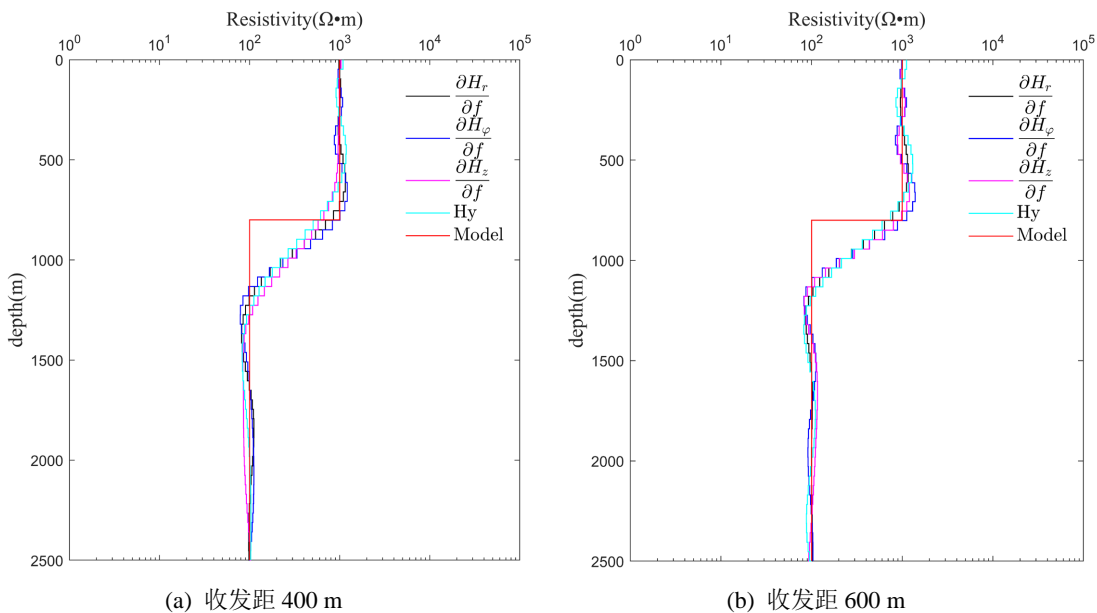 Resistivity(Ω•m)
10^0 10^1 10^2 10^3 10^4 10^5
0
500
1000
1500
2000
2500
depth(m)
∂H_r/∂f
∂H_φ/∂f
∂H_z/∂f
Hy
Model
(a) 收发距 400 m
Resistivity(Ω•m)
10^0 10^1 10^2 10^3 10^4 10^5
0
500
1000
1500
2000
2500
depth(m)
∂H_r/∂f
∂H_φ/∂f
∂H_z/∂f
Hy
Model
(b) 收发距 600 m